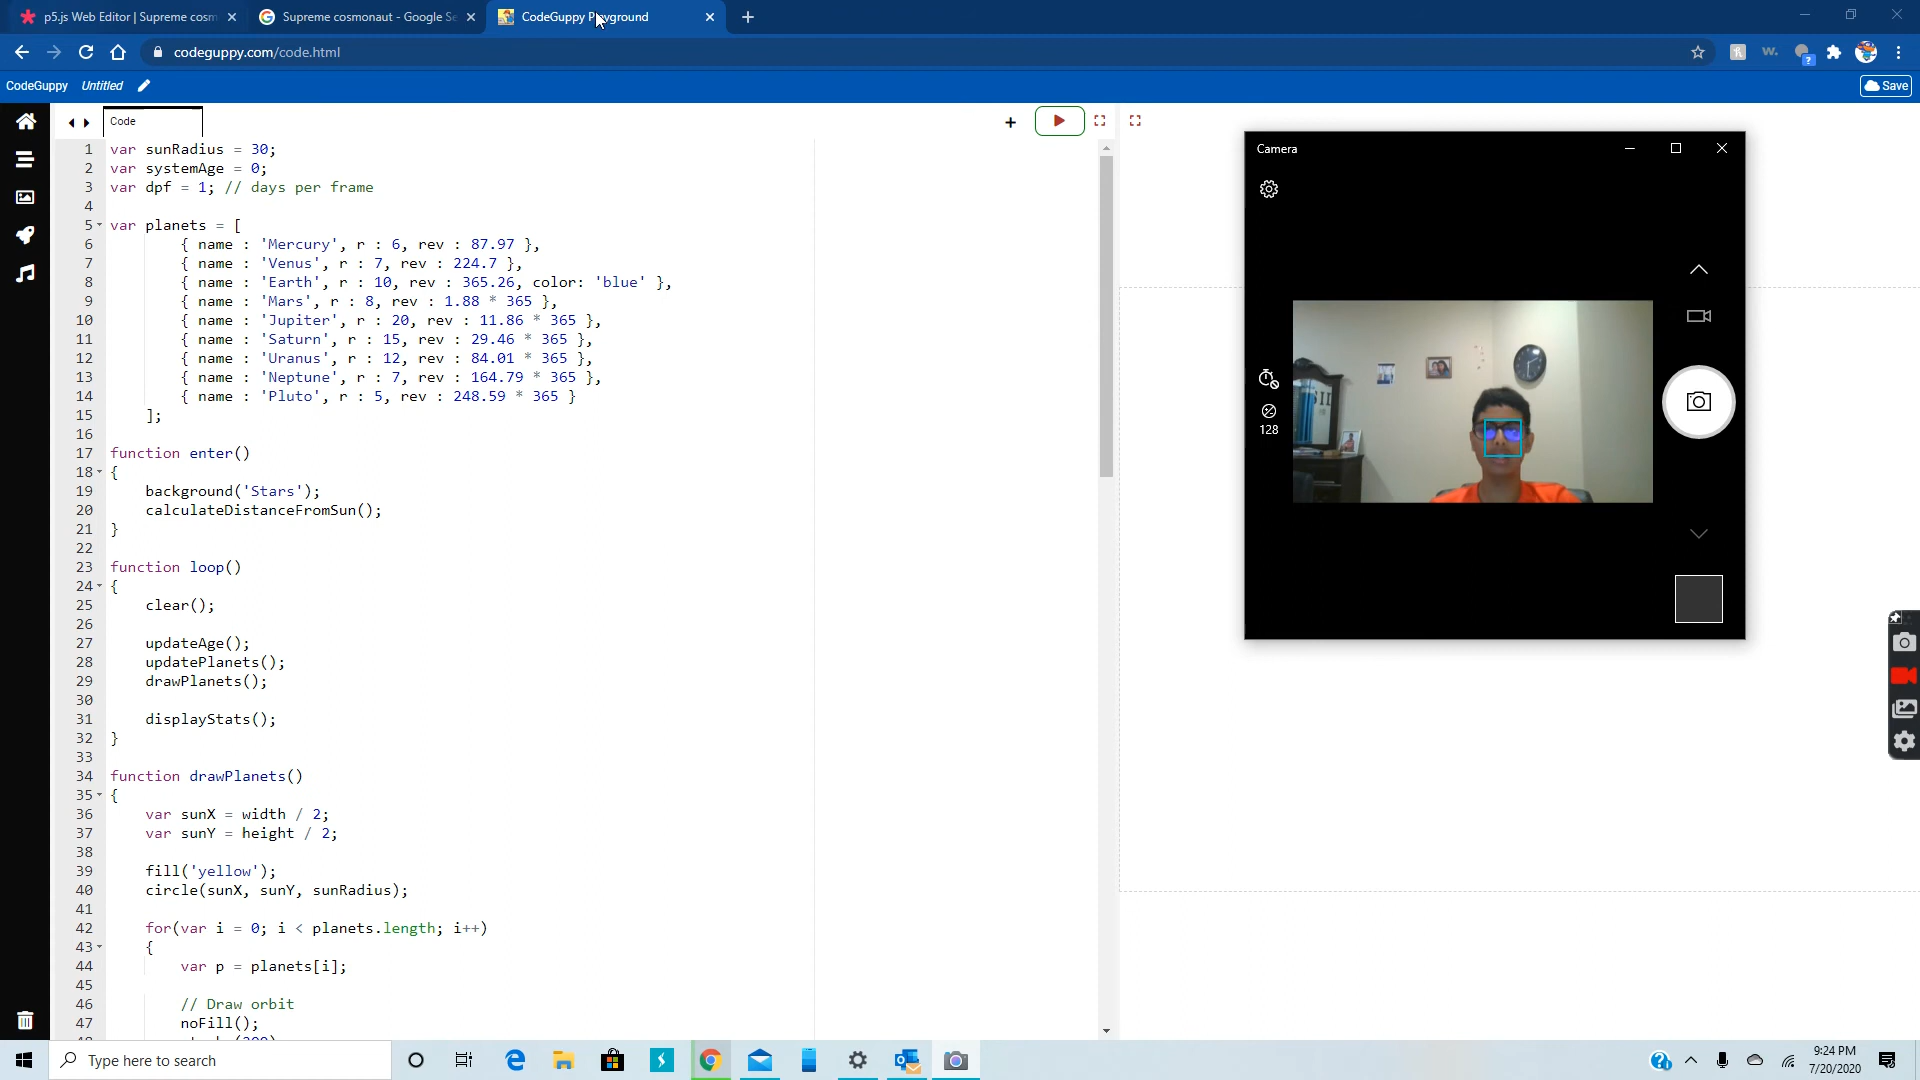 p5.js Web Editor | Supreme cosm
Supreme cosmonaut - Google Se
CodeGuppy Playground
codeguppy.com/code.html
CodeGuppy Untitled
Save
Code
1 var sunRadius = 30;
2 var systemAge = 0;
3 var dpf = 1; // days per frame
4
5 var planets = [
6 { name : 'Mercury', r : 6, rev : 87.97 },
7 { name : 'Venus', r : 7, rev : 224.7 },
8 { name : 'Earth', r : 10, rev : 365.26, color: 'blue' },
9 { name : 'Mars', r : 8, rev : 1.88 * 365 },
10 { name : 'Jupiter', r : 20, rev : 11.86 * 365 },
11 { name : 'Saturn', r : 15, rev : 29.46 * 365 },
12 { name : 'Uranus', r : 12, rev : 84.01 * 365 },
13 { name : 'Neptune', r : 7, rev : 164.79 * 365 },
14 { name : 'Pluto', r : 5, rev : 248.59 * 365 }
15 ];
16
17 function enter()
18 {
19 background('Stars');
20 calculateDistanceFromSun();
21 }
22
23 function loop()
24 {
25 clear();
26
27 updateAge();
28 updatePlanets();
29 drawPlanets();
30
31 displayStats();
32 }
33
34 function drawPlanets()
35 {
36 var sunX = width / 2;
37 var sunY = height / 2;
38
39 fill('yellow');
40 circle(sunX, sunY, sunRadius);
41
42 for(var i = 0; i < planets.length; i++)
43 {
44 var p = planets[i];
45
46 // Draw orbit
47 noFill();
Camera
128
Type here to search
9:24 PM
7/20/2020